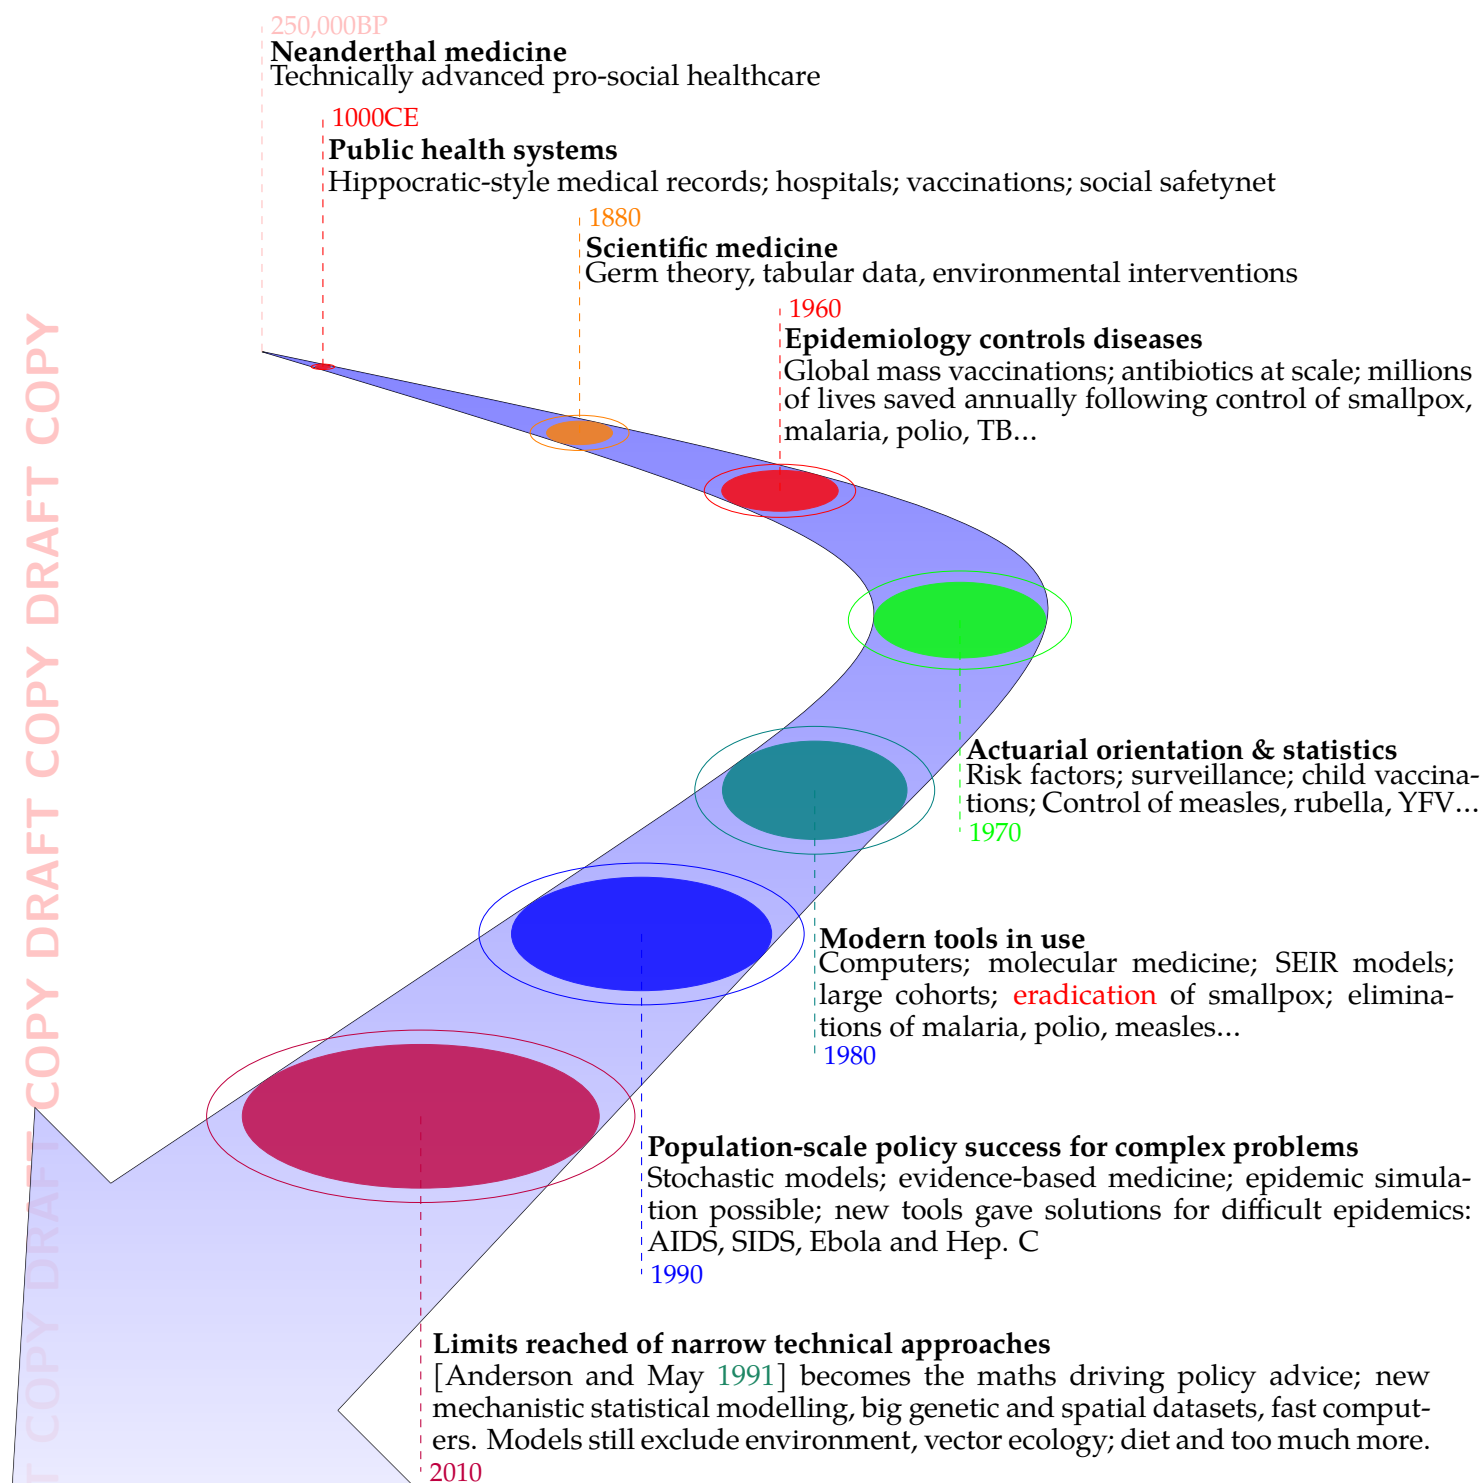 250,000BP
Neanderthal medicine
Technically advanced pro-social healthcare
1000CE
Public health systems
Hippocratic-style medical records; hospitals; vaccinations; social safetynet
1880
Scientific medicine
Germ theory, tabular data, environmental interventions
1960
Epidemiology controls diseases
Global mass vaccinations; antibiotics at scale; millions
of lives saved annually following control of smallpox,
malaria, polio, TB...
Actuarial orientation & statistics
Risk factors; surveillance; child vaccina-
tions; Control of measles, rubella, YFV...
1970
Modern tools in use
Computers; molecular medicine; SEIR models;
large cohorts; eradication of smallpox; elimina-
tions of malaria, polio, measles...
1980
Population-scale policy success for complex problems
Stochastic models; evidence-based medicine; epidemic simula-
tion possible; new tools gave solutions for difficult epidemics:
AIDS, SIDS, Ebola and Hep. C
1990
Limits reached of narrow technical approaches
[Anderson and May 1991] becomes the maths driving policy advice; new
mechanistic statistical modelling, big genetic and spatial datasets, fast comput-
ers. Models still exclude environment, vector ecology; diet and too much more.
2010
T COPY DRAFT COPY DRAFT COPY DRAFT COPY DRAFT COPY